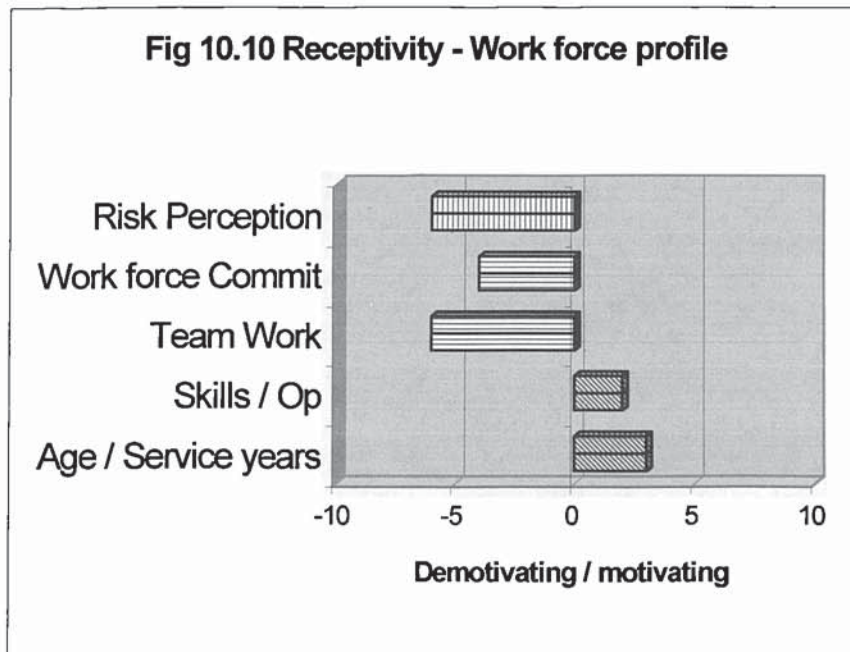 Fig 10.10 Receptivity - Work force profile
Risk Perception
Work force Commit
Team Work
Skills / Op
Age / Service years
-10 -5 0 5 10
Demotivating / motivating